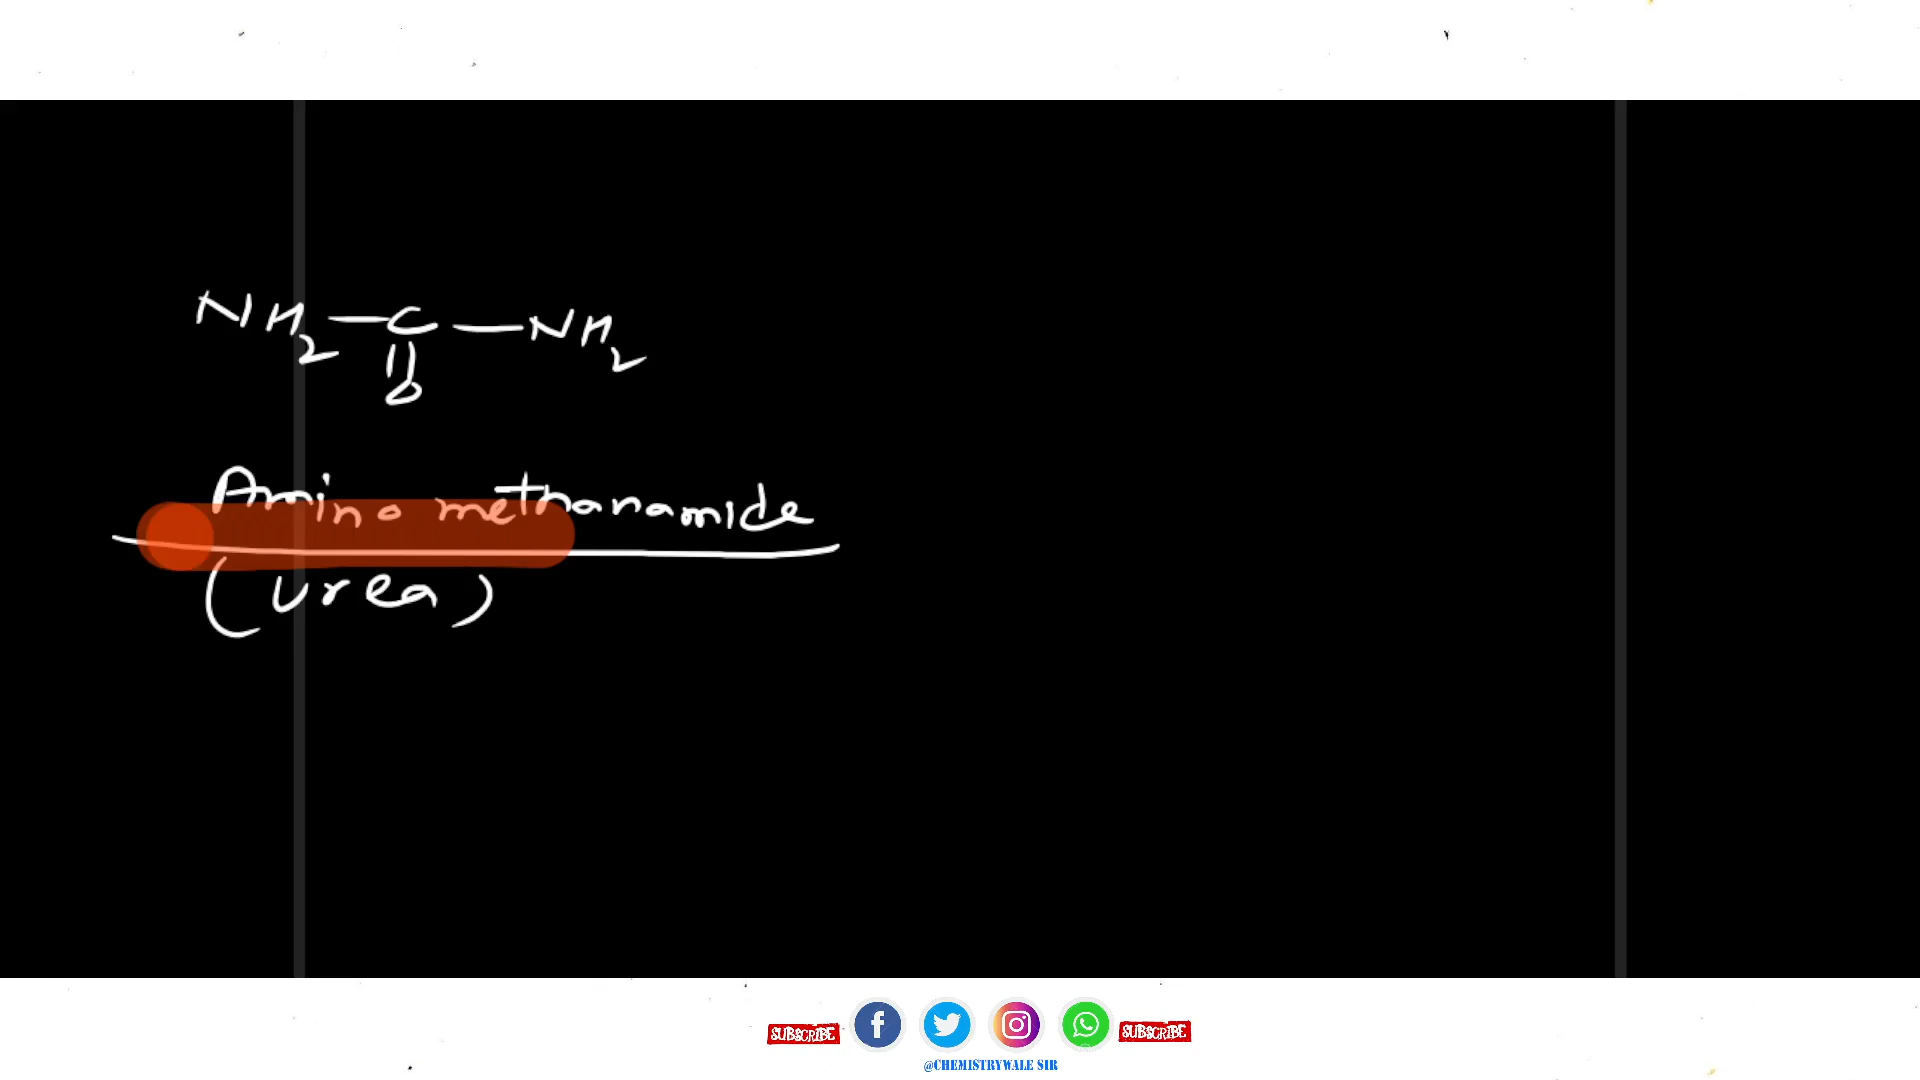 NH2 — C — NH2
||
O
Amino methanamide
(Urea)
SUBSCRIBE SUBSCRIBE
@CHEMISTRYWALE SIR